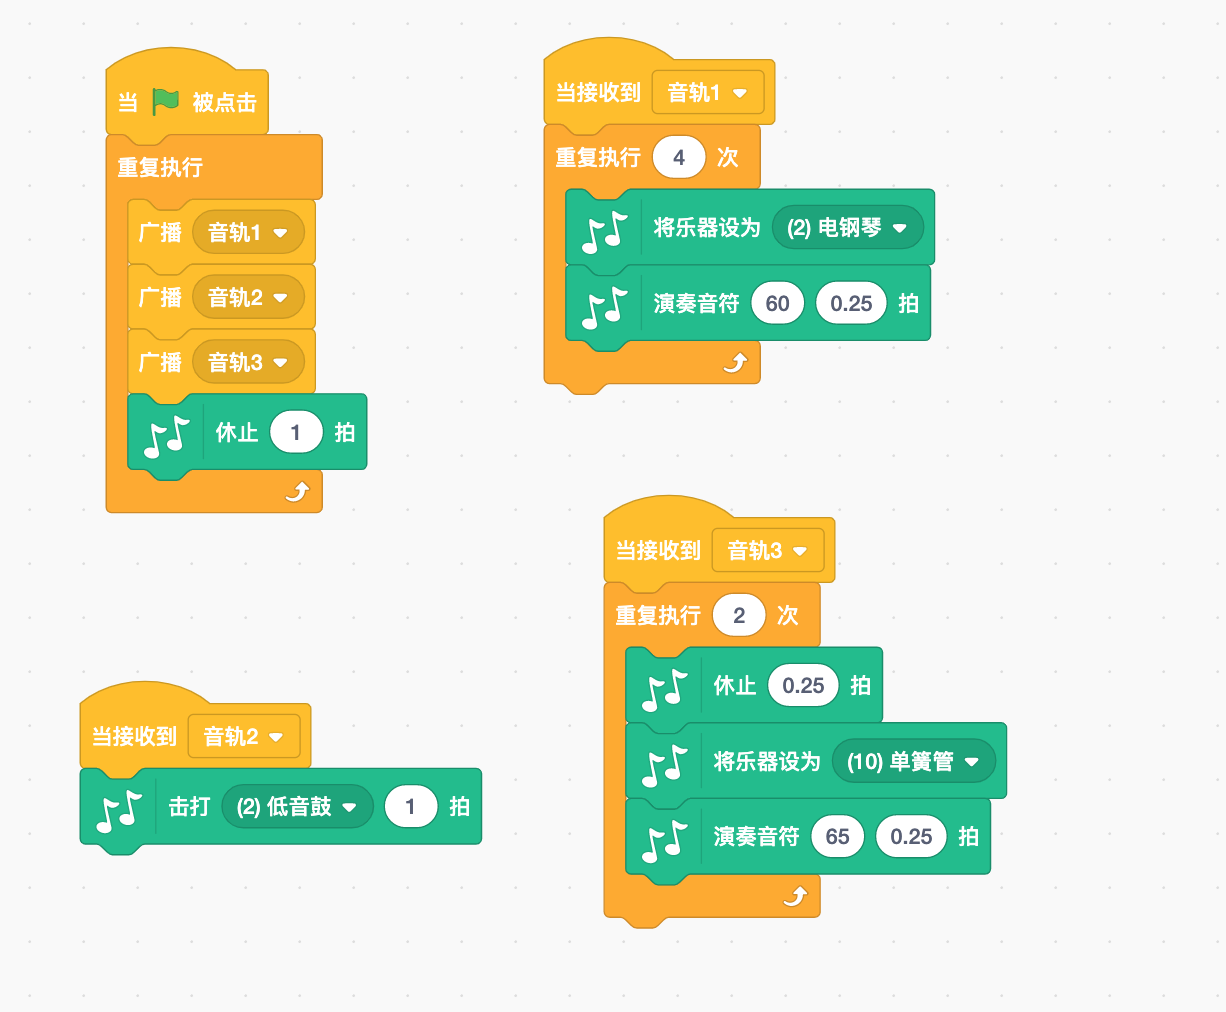 当 被点击
重复执行
广播 音轨1
广播 音轨2
广播 音轨3
休止 1 拍
当接收到 音轨1
重复执行 4 次
将乐器设为 (2) 电钢琴
演奏音符 60 0.25 拍
当接收到 音轨2
击打 (2) 低音鼓 1 拍
当接收到 音轨3
重复执行 2 次
休止 0.25 拍
将乐器设为 (10) 单簧管
演奏音符 65 0.25 拍